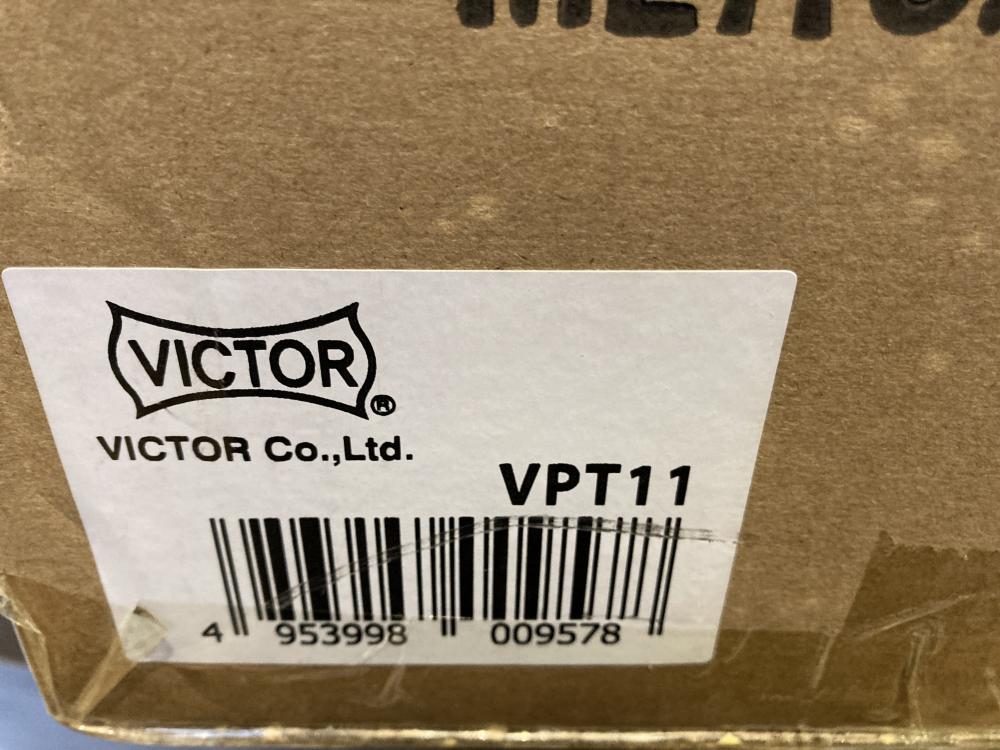 VICTOR
®
VICTOR Co.,Ltd.
VPT11
4 953998 009578